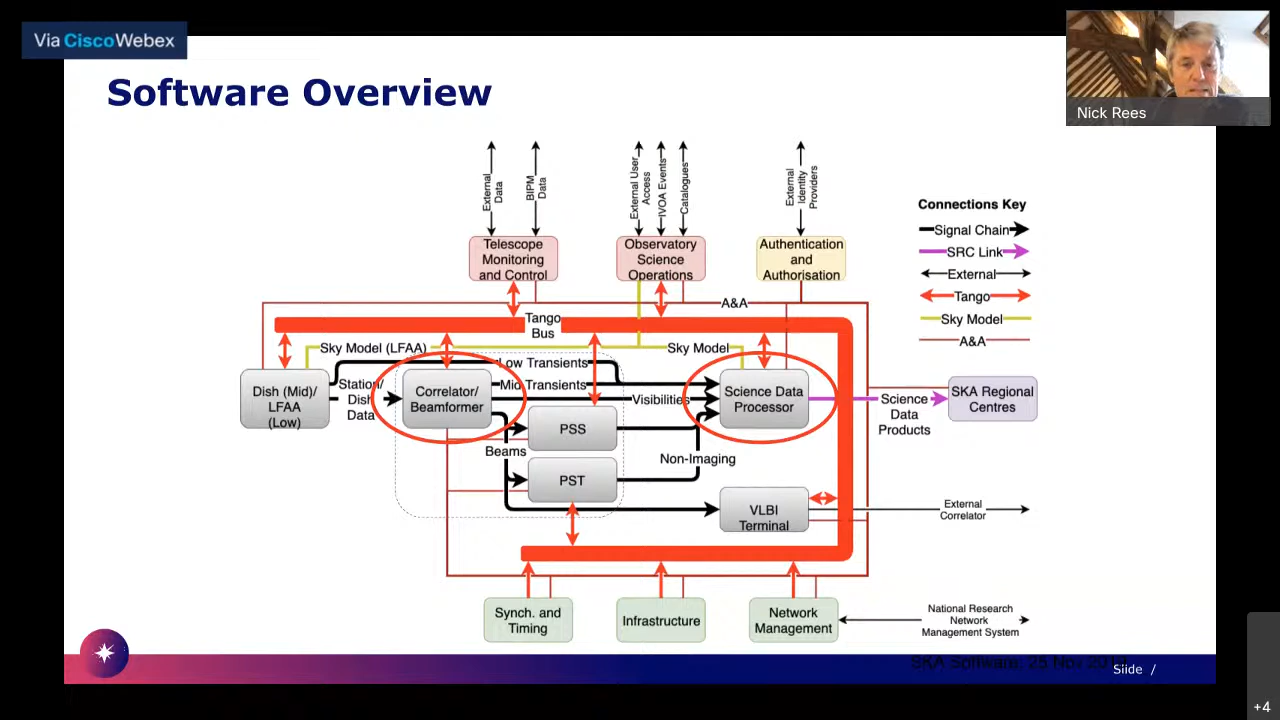 Via CiscoWebex
Nick Rees
Software Overview
External
Data
BIPM
Data
External User
Access
IVOA Events
Catalogues
External
Identity
Providers
Telescope
Monitoring
and Control
Observatory
Science
Operations
Authentication
and
Authorisation
Connections Key
Signal Chain
SRC Link
External
Tango
Sky Model
A&A
A&A
Tango
Bus
Sky Model (LFAA)
Sky Model
Low Transients
Dish (Mid)/
LFAA
(Low)
Station/
Dish
Data
Correlator/
Beamformer
Mid Transients
Visibilities
Science Data
Processor
Science
Data
Products
SKA Regional
Centres
PSS
Beams
Non-Imaging
PST
VLBI
Terminal
External
Correlator
Synch. and
Timing
Infrastructure
Network
Management
National Research
Network
Management System
SKA Software, 25 Nov
Slide /
+4